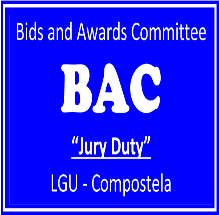 Bids and Awards Committee
BAC
“Jury Duty”
LGU - Compostela